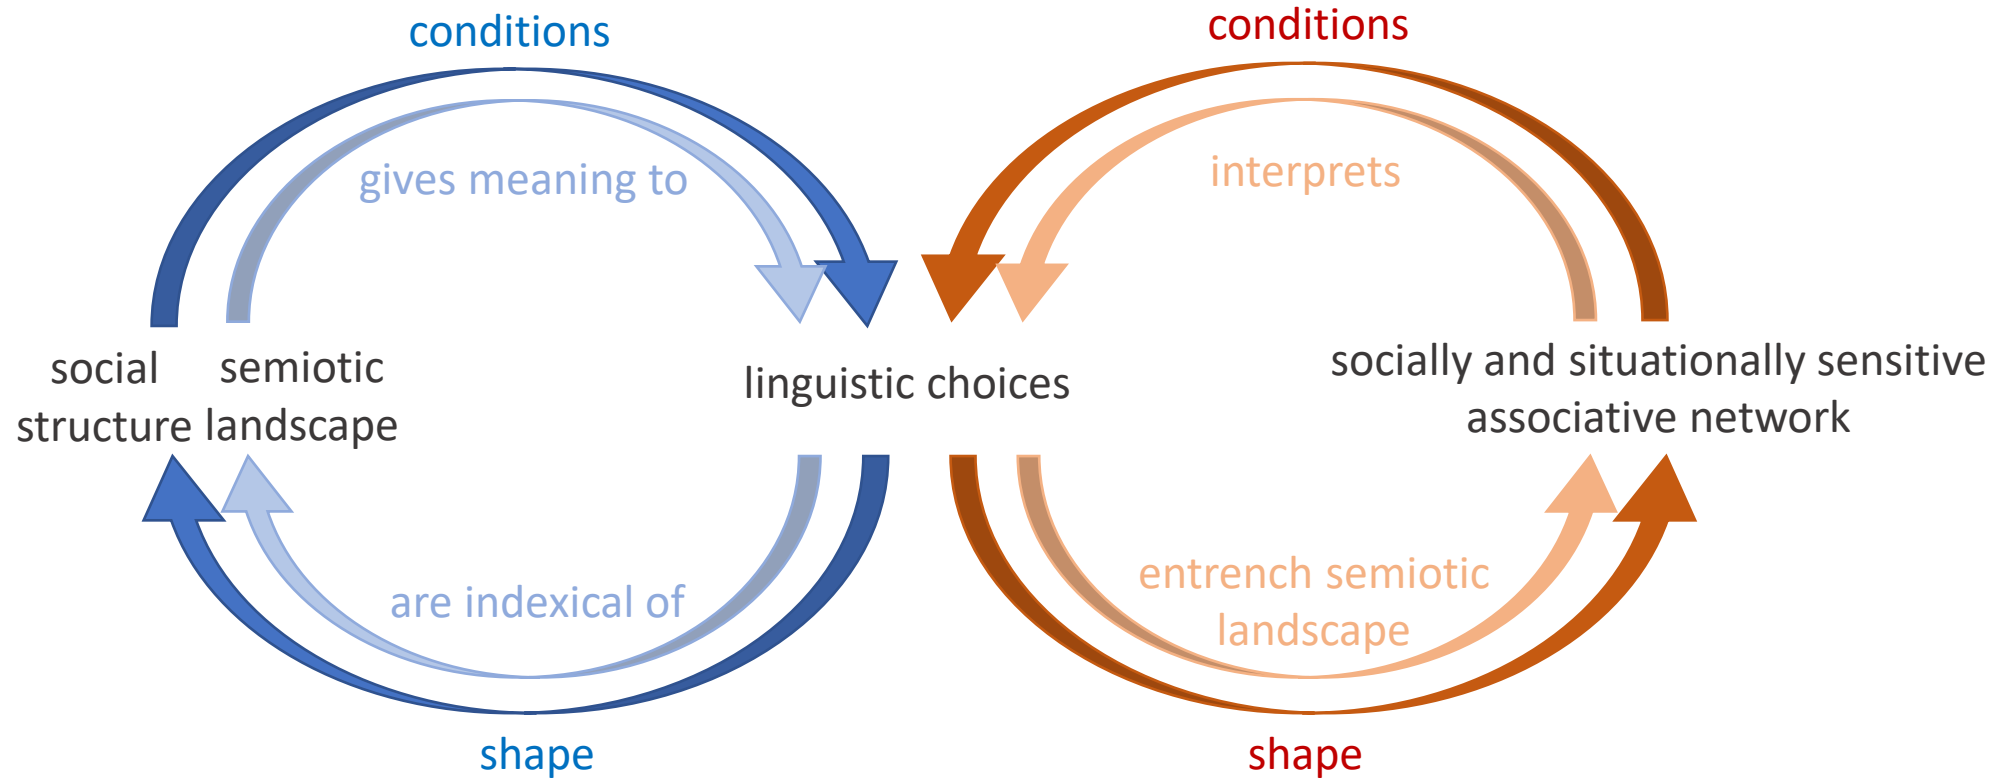 conditions
conditions
gives meaning to
interprets
social
structure
semiotic
landscape
linguistic choices
socially and situationally sensitive
associative network
are indexical of
entrench semiotic
landscape
shape
shape